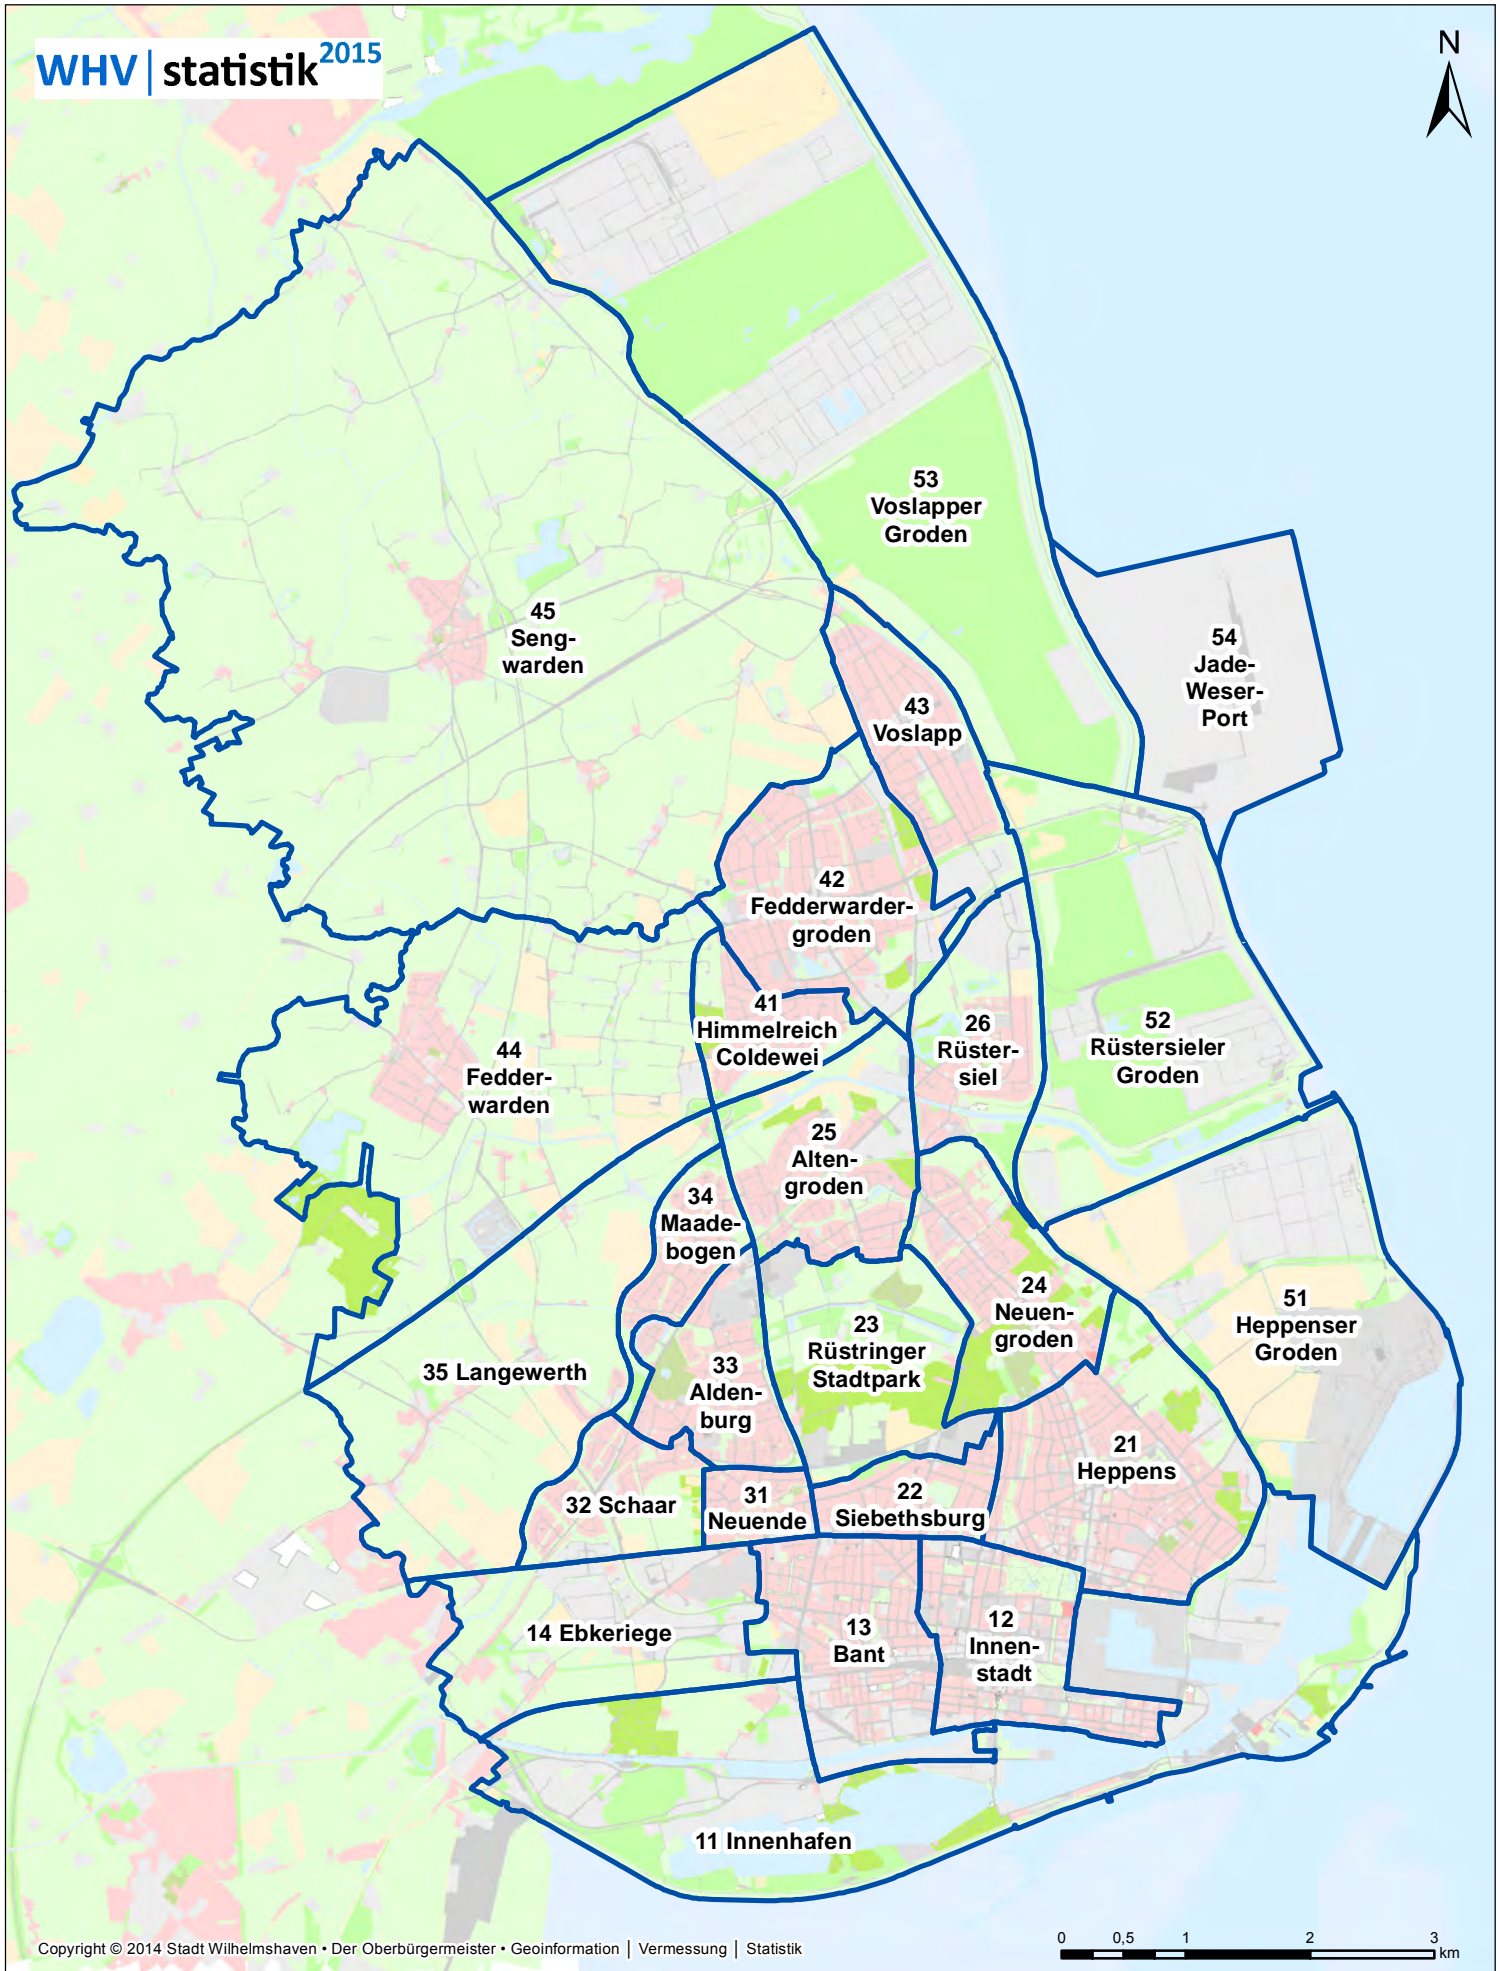 WHV | statistik 2015
N
53
Voslapper
Groden
54
Jade-
Weser-
Port
45
Seng-
warden
43
Voslapp
42
Fedderwarder-
groden
41
Himmelreich
Coldewei
26
Rüster-
siel
52
Rüstersieler
Groden
44
Fedder-
warden
25
Alten-
groden
34
Maade-
bogen
24
Neuen-
groden
51
Heppenser
Groden
23
Rüstringer
Stadtpark
35 Langewerth
33
Alden-
burg
21
Heppens
32 Schaar
31
Neuende
22
Siebethsburg
14 Ebkeriege
13
Bant
12
Innen-
stadt
11 Innenhafen
Copyright © 2014 Stadt Wilhelmshaven • Der Oberbürgermeister • Geoinformation | Vermessung | Statistik
0 0,5 1 2 3
km